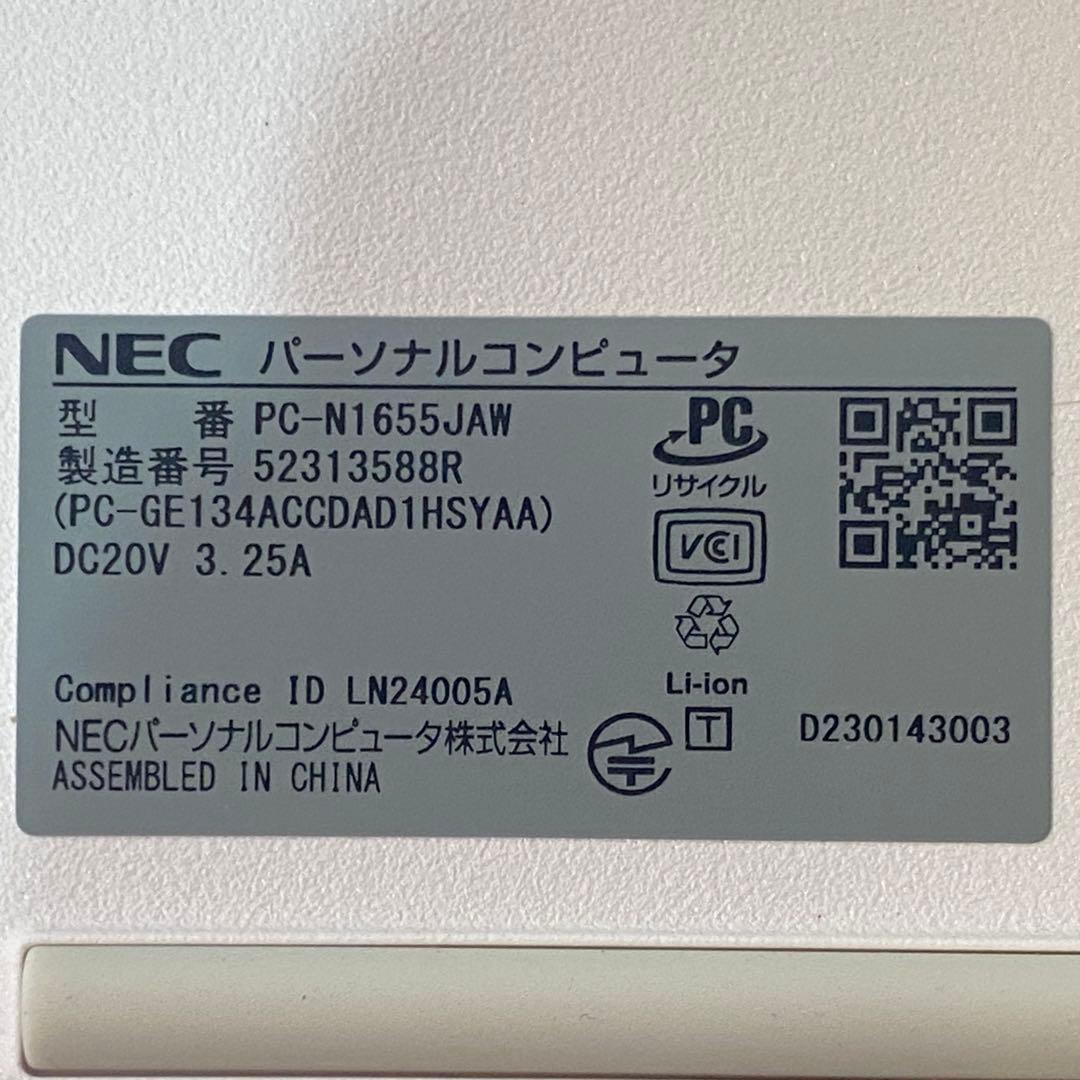 NEC パーソナルコンピュータ
型 番 PC-N1655JAW
製造番号 52313588R
(PC-GE134ACCDAD1HSYAA)
DC20V 3.25A
PC
リサイクル
VCI
Li-ion
Compliance ID LN24005A
NECパーソナルコンピュータ株式会社
ASSEMBLED IN CHINA
T
D230143003